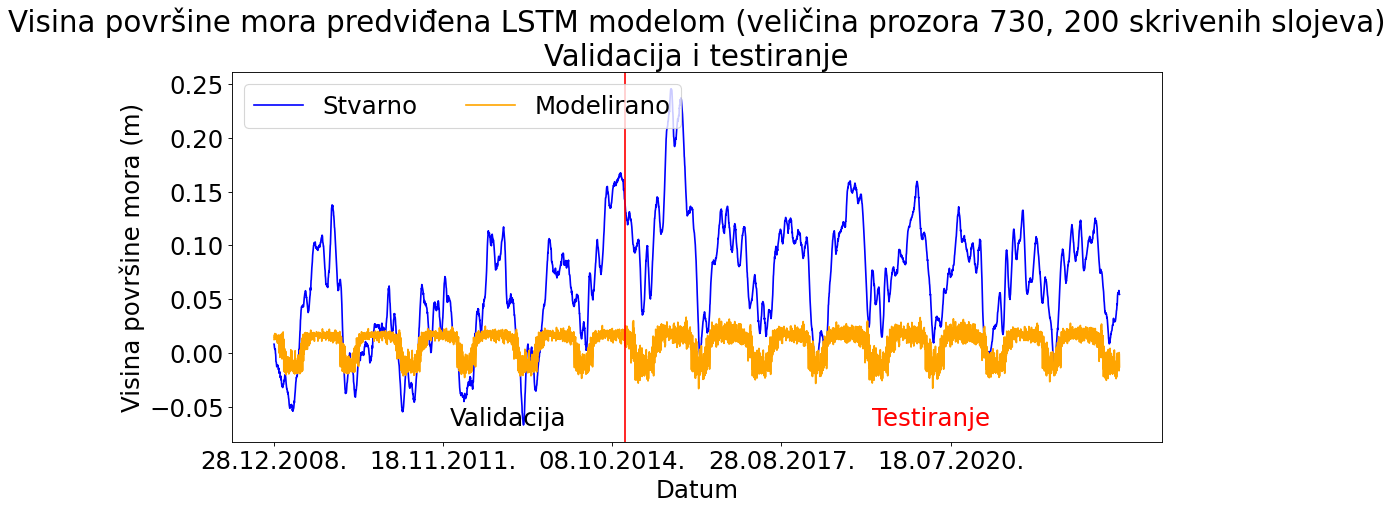 Visina površine mora predviđena LSTM modelom (veličina prozora 730, 200 skrivenih slojeva)
Validacija i testiranje
Stvarno Modelirano
Visina površine mora (m)
0.25
0.20
0.15
0.10
0.05
0.00
−0.05
Validacija Testiranje
28.12.2008. 18.11.2011. 08.10.2014. 28.08.2017. 18.07.2020.
Datum